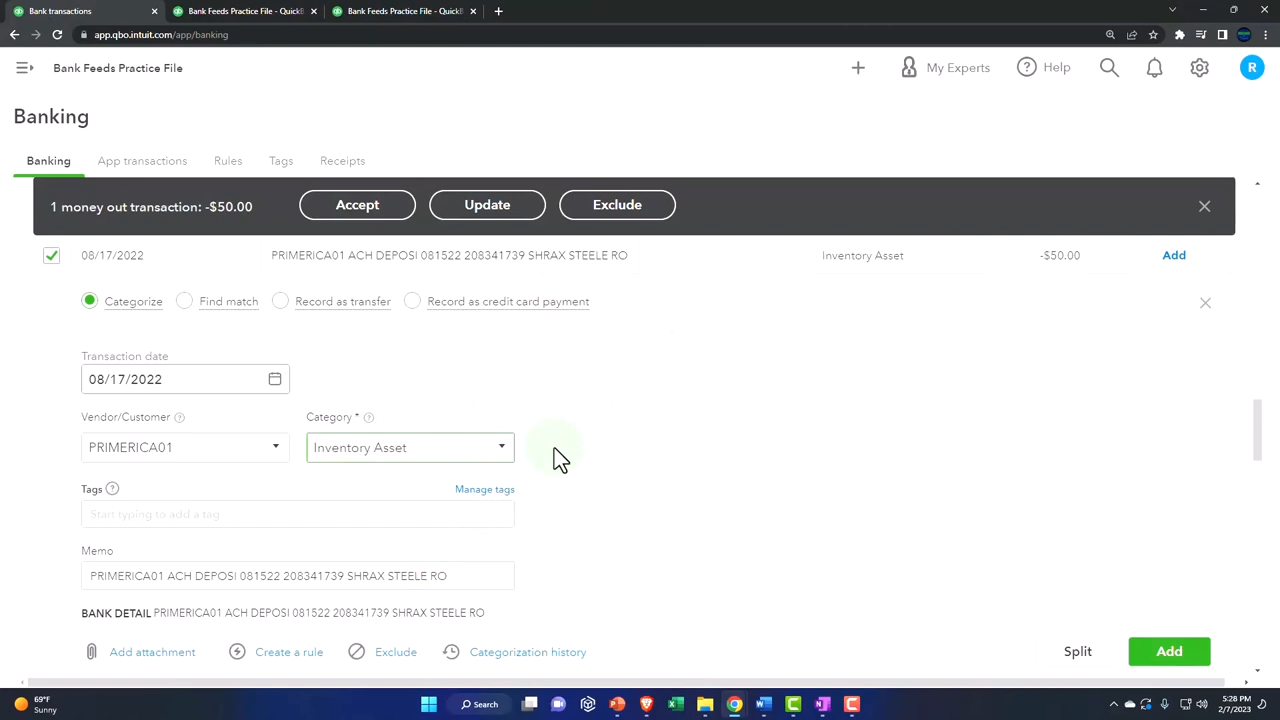 Bank transactions
Bank Feeds Practice File - QuickB
Bank Feeds Practice File - QuickB
app.qbo.intuit.com/app/banking
Bank Feeds Practice File
My Experts
Help
R
Banking
Banking
App transactions
Rules
Tags
Receipts
1 money out transaction: -$50.00
Accept
Update
Exclude
08/17/2022
PRIMERICA01 ACH DEPOSI 081522 208341739 SHRAX STEELE RO
Inventory Asset
-$50.00
Add
Categorize
Find match
Record as transfer
Record as credit card payment
Transaction date
08/17/2022
Vendor/Customer
Category *
PRIMERICA01
Inventory Asset
Tags
Manage tags
Start typing to add a tag
Memo
PRIMERICA01 ACH DEPOSI 081522 208341739 SHRAX STEELE RO
BANK DETAIL PRIMERICA01 ACH DEPOSI 081522 208341739 SHRAX STEELE RO
Add attachment
Create a rule
Exclude
Categorization history
Split
Add
69°F
Sunny
Search
5:28 PM
2/7/2023